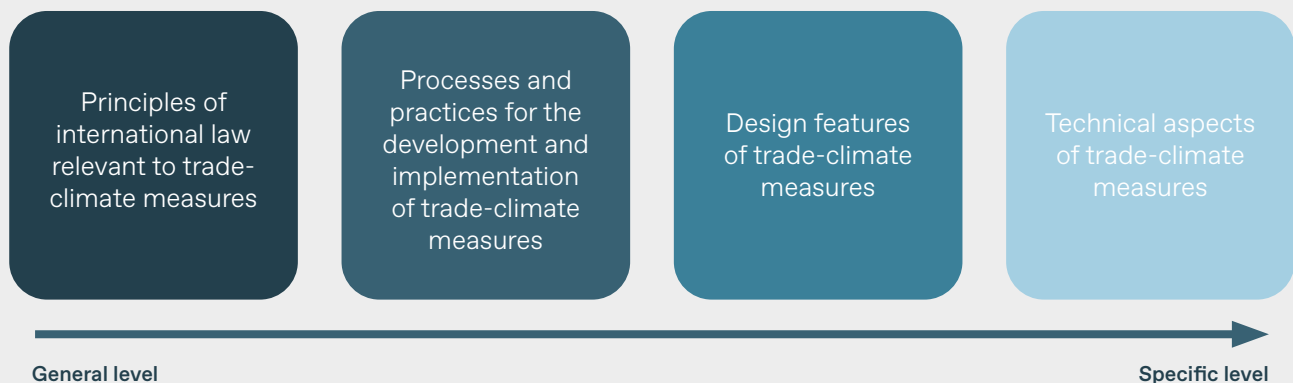 Principles of
international law
relevant to trade-
climate measures
Processes and
practices for the
development and
implementation
of trade-climate
measures
Design features
of trade-climate
measures
Technical aspects
of trade-climate
measures
General level
Specific level